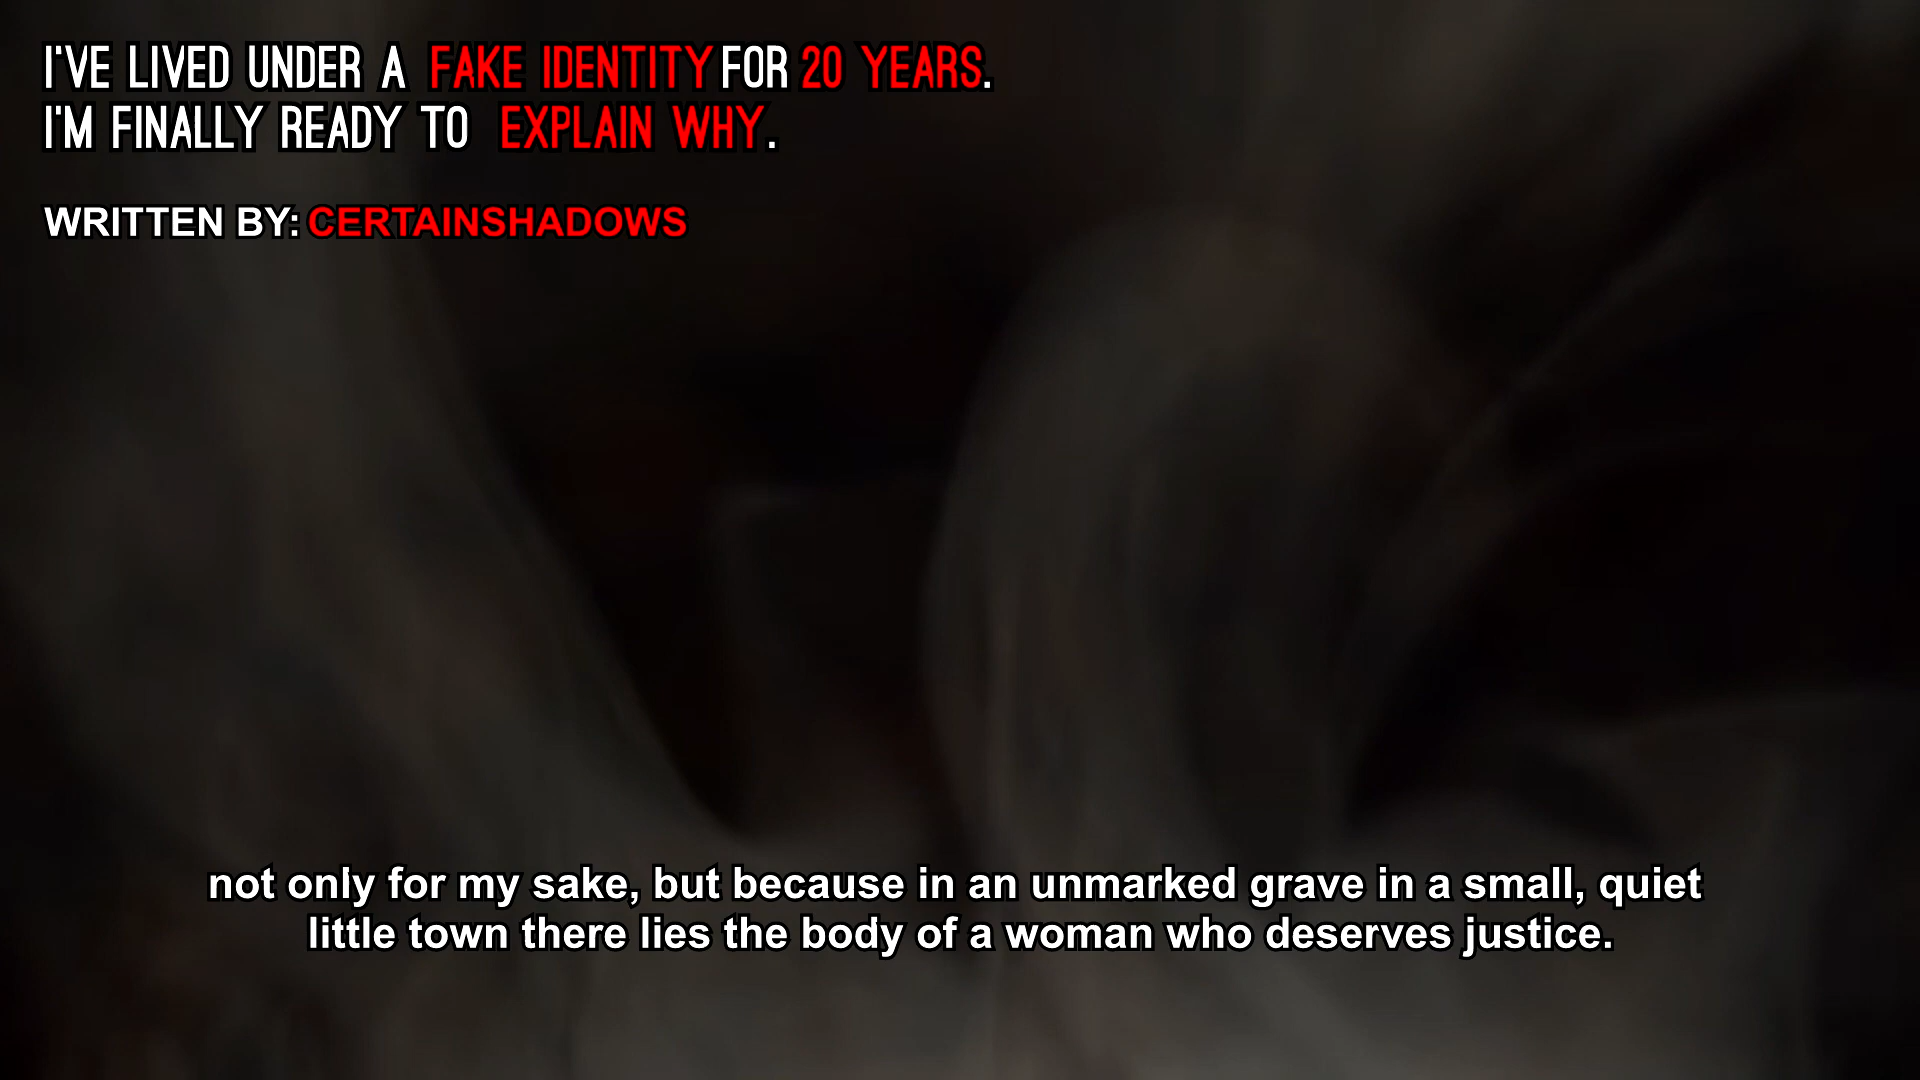 I'VE LIVED UNDER A FAKE IDENTITY FOR 20 YEARS.
I'M FINALLY READY TO EXPLAIN WHY.
WRITTEN BY: CERTAINSHADOWS
not only for my sake, but because in an unmarked grave in a small, quiet
little town there lies the body of a woman who deserves justice.